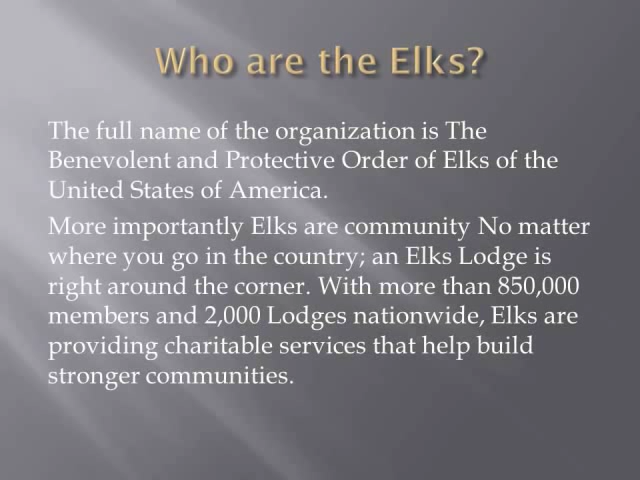 Who are the Elks?
The full name of the organization is The
Benevolent and Protective Order of Elks of the
United States of America.
More importantly Elks are community No matter
where you go in the country; an Elks Lodge is
right around the corner. With more than 850,000
members and 2,000 Lodges nationwide, Elks are
providing charitable services that help build
stronger communities.